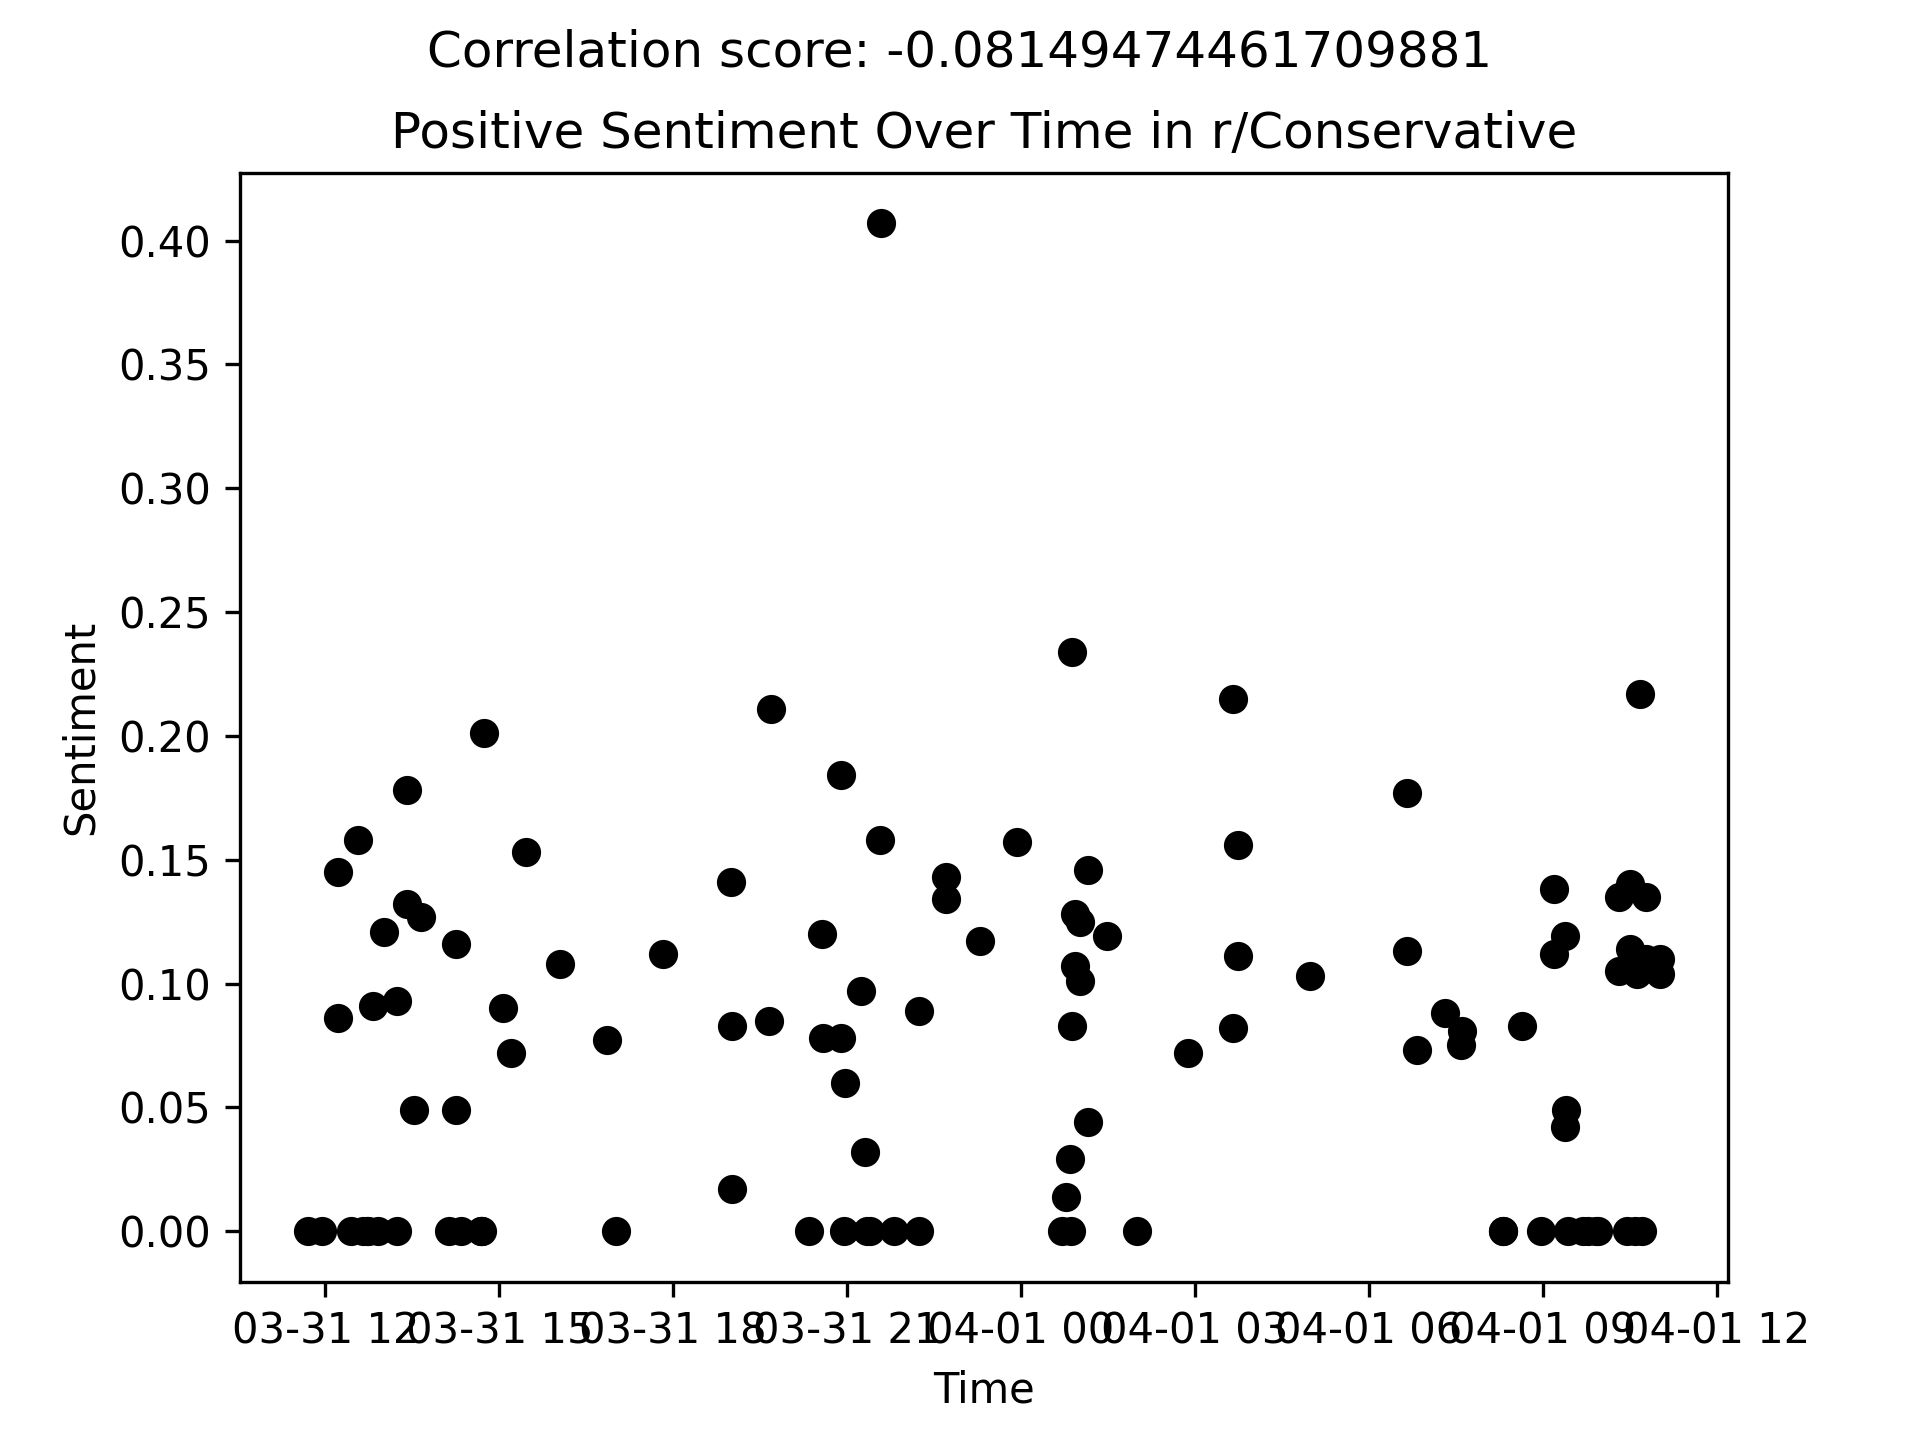 Correlation score: -0.08149474461709881
Positive Sentiment Over Time in r/Conservative
0.40
0.35
0.30
0.25
0.20
0.15
0.10
0.05
0.00
Sentiment
03-31 12 03-31 15 03-31 18 03-31 21 04-01 00 04-01 03 04-01 06 04-01 09 04-01 12
Time